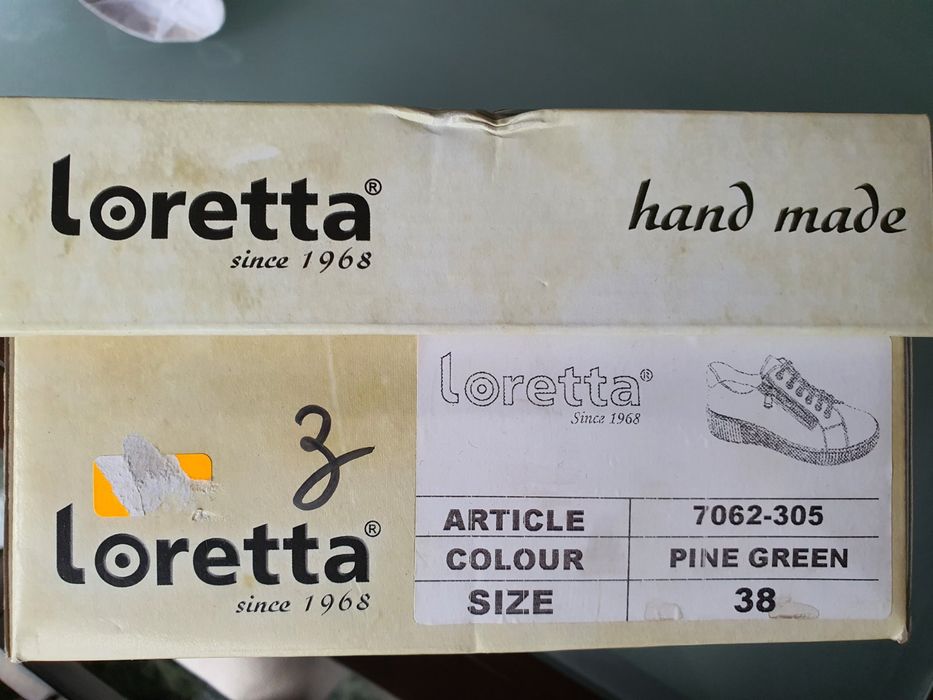 loretta®
since 1968
hand made
loretta®
since 1968
3
loretta®
Since 1968
ARTICLE 7062-305
COLOUR PINE GREEN
SIZE 38